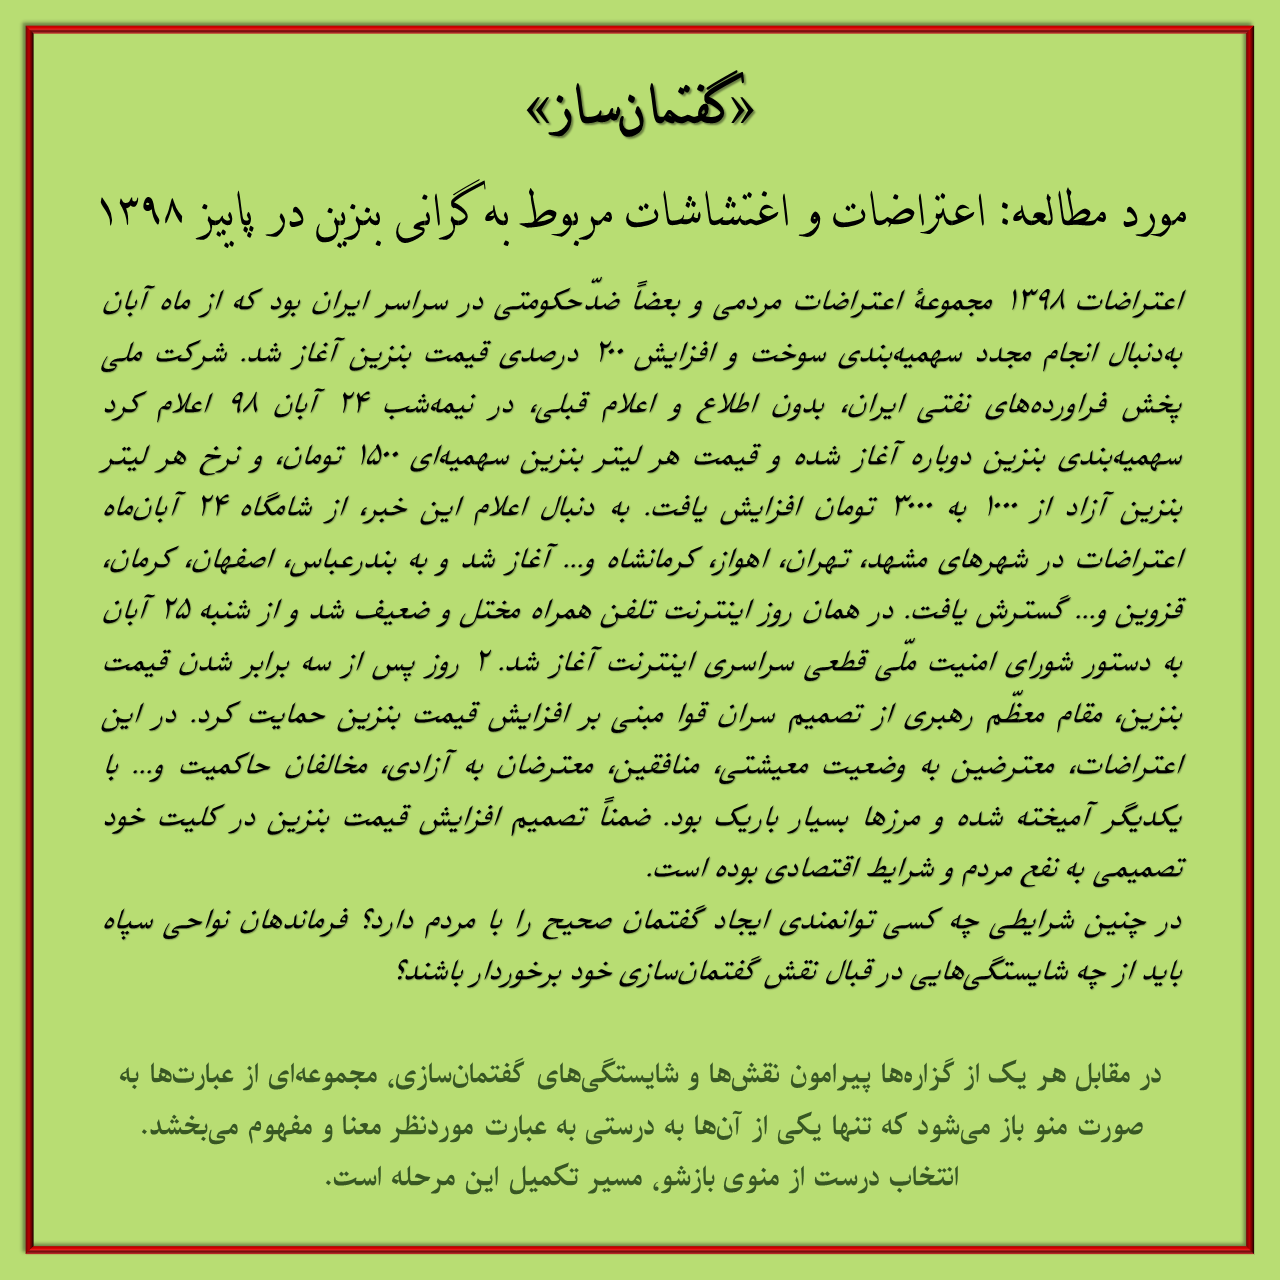 «گفتمان‌ساز»
مورد مطالعه: اعتراضات و اغتشاشات مربوط به گرانی بنزین در پاییز ۱۳۹۸
اعتراضات ۱۳۹۸ مجموعهٔ اعتراضات مردمی و بعضاً ضدّحکومتی در سراسر ایران بود که از ماه آبان
به‌دنبال انجام مجدد سهمیه‌بندی سوخت و افزایش ۲۰۰ درصدی قیمت بنزین آغاز شد. شرکت ملی
پخش فراورده‌های نفتی ایران، بدون اطلاع و اعلام قبلی، در نیمه‌شب ۲۴ آبان ۹۸ اعلام کرد
سهمیه‌بندی بنزین دوباره آغاز شده و قیمت هر لیتر بنزین سهمیه‌ای ۱۵۰۰ تومان، و نرخ هر لیتر
بنزین آزاد از ۱۰۰۰ به ۳۰۰۰ تومان افزایش یافت. به دنبال اعلام این خبر، از شامگاه ۲۴ آبان‌ماه
اعتراضات در شهرهای مشهد، تهران، اهواز، کرمانشاه و... آغاز شد و به بندرعباس، اصفهان، کرمان،
قزوین و... گسترش یافت. در همان روز اینترنت تلفن همراه مختل و ضعیف شد و از شنبه ۲۵ آبان
به دستور شورای امنیت ملّی قطعی سراسری اینترنت آغاز شد. ۲ روز پس از سه برابر شدن قیمت
بنزین، مقام معظّم رهبری از تصمیم سران قوا مبنی بر افزایش قیمت بنزین حمایت کرد. در این
اعتراضات، معترضین به وضعیت معیشتی، منافقین، معترضان به آزادی، مخالفان حاکمیت و... با
یکدیگر آمیخته شده و مرزها بسیار باریک بود. ضمناً تصمیم افزایش قیمت بنزین در کلیت خود
تصمیمی به نفع مردم و شرایط اقتصادی بوده است.
در چنین شرایطی چه کسی توانمندی ایجاد گفتمان صحیح را با مردم دارد؟ فرماندهان نواحی سپاه
باید از چه شایستگی‌هایی در قبال نقش گفتمان‌سازی خود برخوردار باشند؟
در مقابل هر یک از گزاره‌ها پیرامون نقش‌ها و شایستگی‌های گفتمان‌سازی، مجموعه‌ای از عبارت‌ها به
صورت منو باز می‌شود که تنها یکی از آن‌ها به درستی به عبارت موردنظر معنا و مفهوم می‌بخشد.
انتخاب درست از منوی بازشو، مسیر تکمیل این مرحله است.